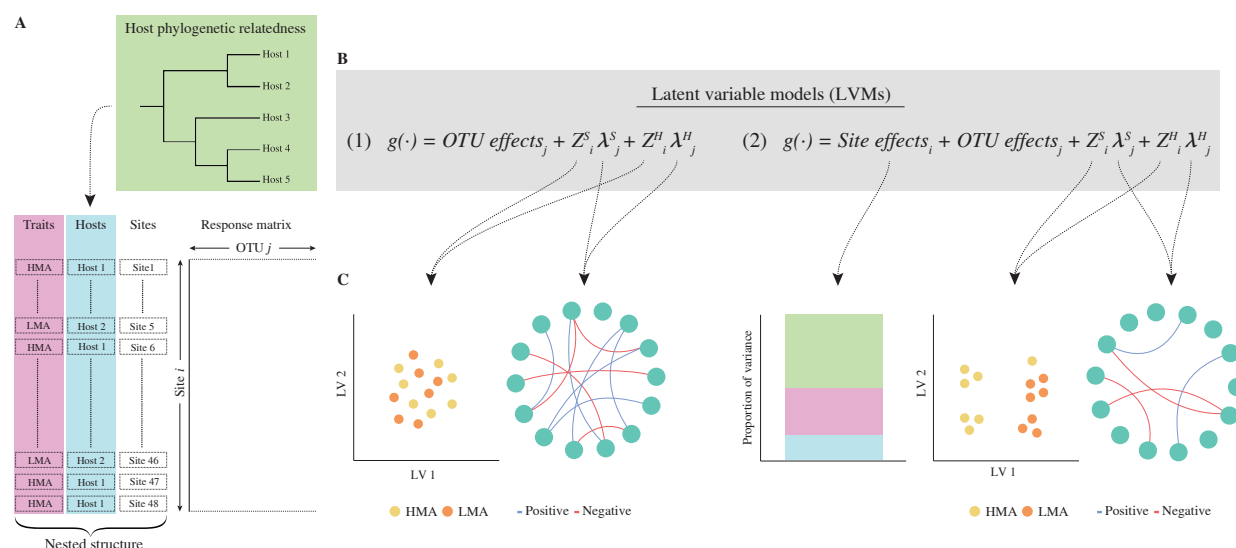 A
Host phylogenetic relatedness
Host 1
Host 2
Host 3
Host 4
Host 5
Traits Hosts Sites Response matrix
OTU j
HMA Host 1 Site1
LMA Host 2 Site 5
HMA Host 1 Site 6
Site i
LMA Host 2 Site 46
HMA Host 1 Site 47
HMA Host 1 Site 48
Nested structure
B
Latent variable models (LVMs)
(1) g(·) = OTU effects_j + Z^S_i λ^S_j + Z^H_i λ^H_j
(2) g(·) = Site effects_i + OTU effects_j + Z^S_i λ^S_j + Z^H_i λ^H_j
C
LV 2
LV 1
HMA LMA
Positive Negative
Proportion of variance
LV 2
LV 1
HMA LMA
Positive Negative